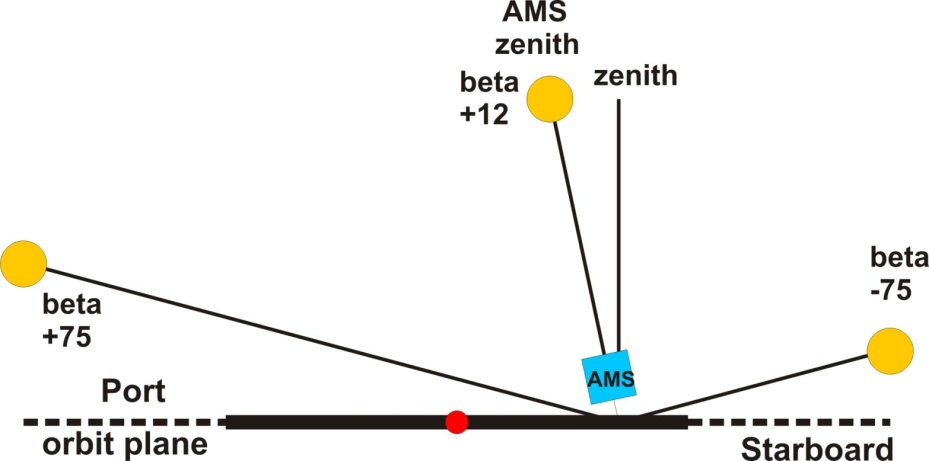 AMS
zenith
beta
+12
zenith
beta
+75
beta
-75
AMS
Port
orbit plane
Starboard